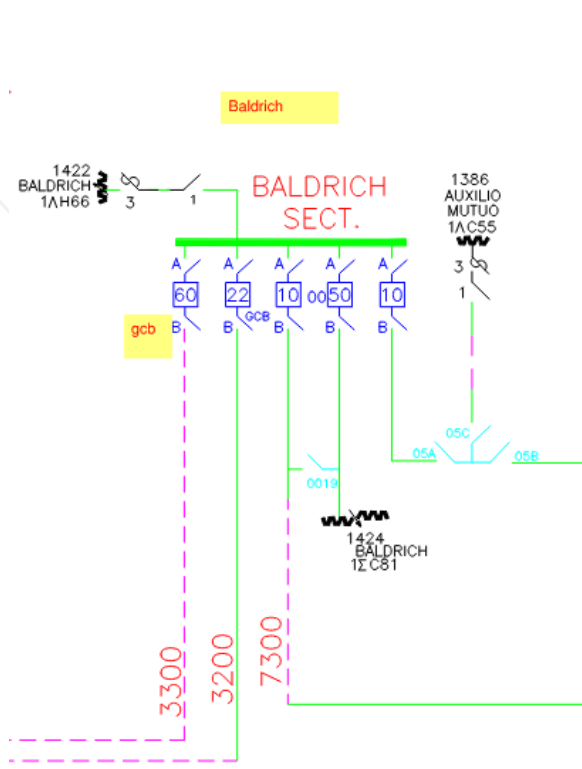 Baldrich
1422
BALDRICH
1ΛH66
3
1
BALDRICH
SECT.
1386
AUXILIO
MUTUO
1ΛC55
3
1
A A A A A
60 22 10 00 50 10
B B B B B
GCB
gcb
05C
05A 05B
0019
1424
BALDRICH
1ΣC81
3300
3200
7300